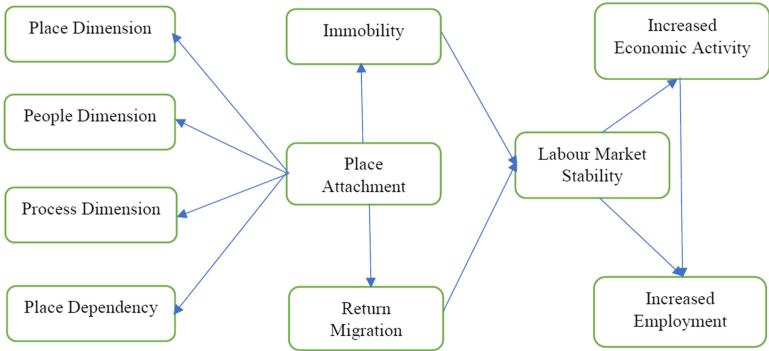 Place Dimension
People Dimension
Process Dimension
Place Dependency
Immobility
Place
Attachment
Return
Migration
Labour Market
Stability
Increased
Economic Activity
Increased
Employment